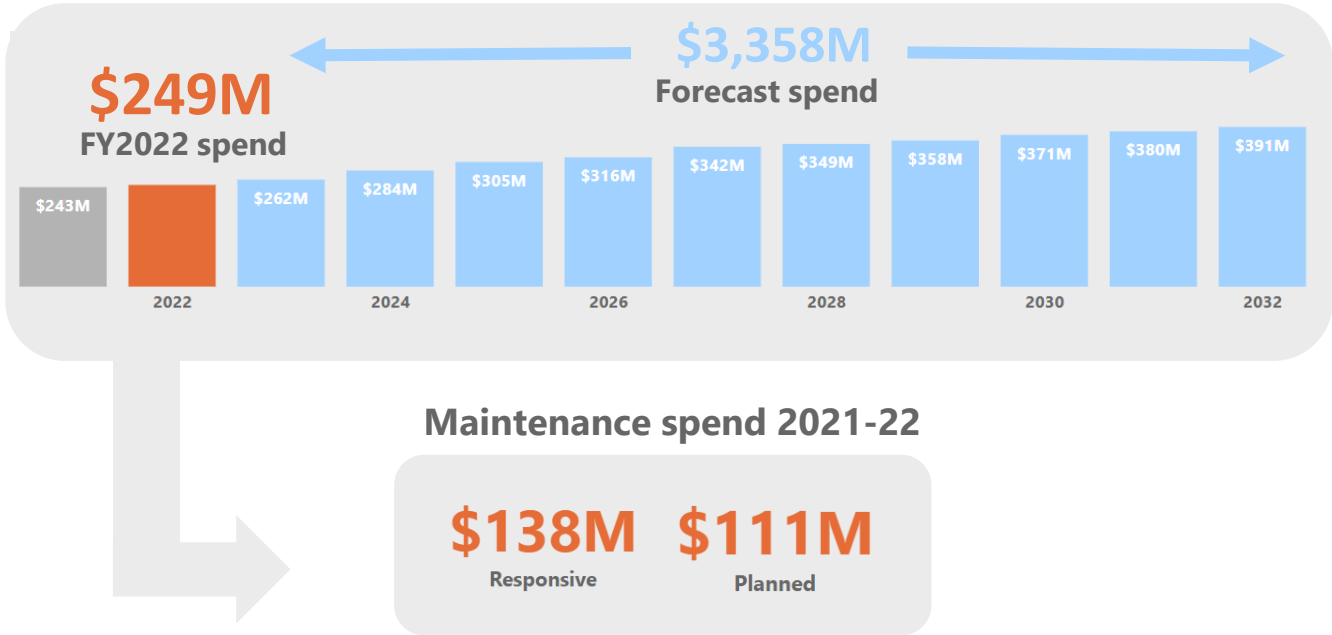 $3,358M
Forecast spend
$249M
FY2022 spend
$243M
$262M
$284M
$305M
$316M
$342M
$349M
$358M
$371M
$380M
$391M
2022
2024
2026
2028
2030
2032
Maintenance spend 2021-22
$138M
Responsive
$111M
Planned